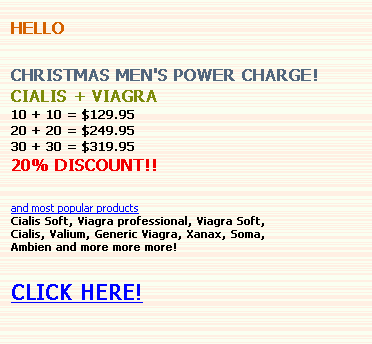 HELLO
CHRISTMAS MEN'S POWER CHARGE!
CIALIS + VIAGRA
10 + 10 = $129.95
20 + 20 = $249.95
30 + 30 = $319.95
20% DISCOUNT!!
and most popular products
Cialis Soft, Viagra professional, Viagra Soft,
Cialis, Valium, Generic Viagra, Xanax, Soma,
Ambien and more more more!
CLICK HERE!